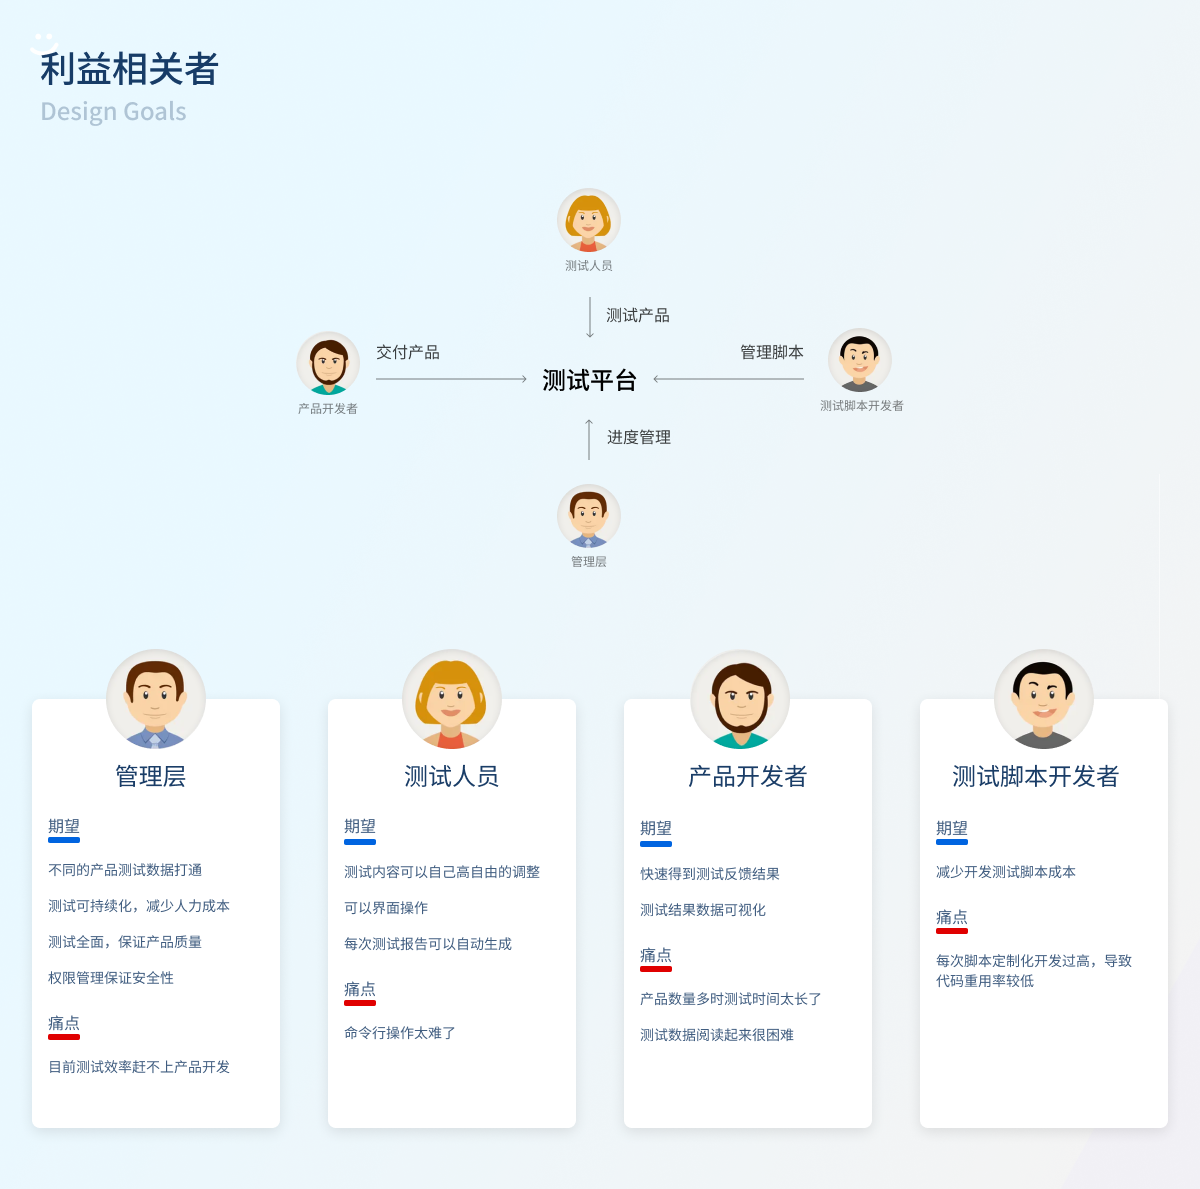 利益相关者
Design Goals
测试人员
测试产品
交付产品
管理脚本
测试平台
产品开发者
测试脚本开发者
进度管理
管理层
管理层
期望
不同的产品测试数据打通
测试可持续化，减少人力成本
测试全面，保证产品质量
权限管理保证安全性
痛点
目前测试效率赶不上产品开发
测试人员
期望
测试内容可以自己高自由的调整
可以界面操作
每次测试报告可以自动生成
痛点
命令行操作太难了
产品开发者
期望
快速得到测试反馈结果
测试结果数据可视化
痛点
产品数量多时测试时间太长了
测试数据阅读起来很困难
测试脚本开发者
期望
减少开发测试脚本成本
痛点
每次脚本定制化开发过高，导致
代码重用率较低